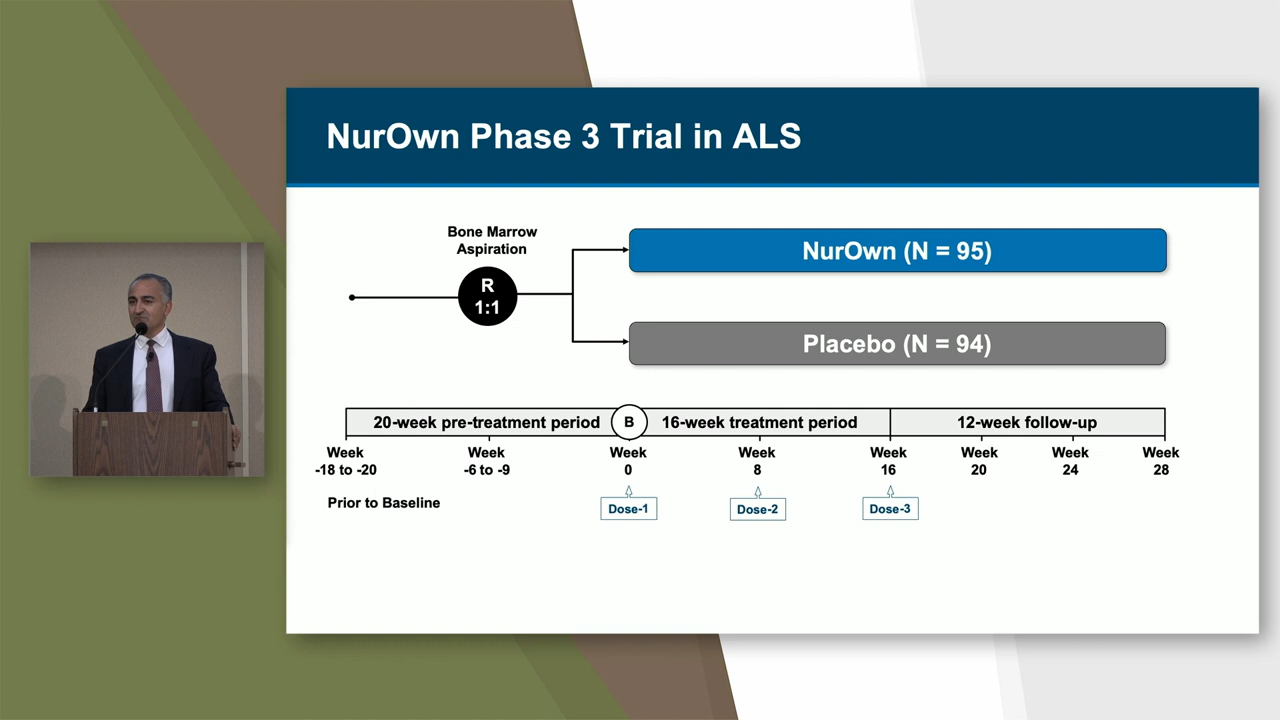 NurOwn Phase 3 Trial in ALS
Bone Marrow
Aspiration
R
1:1
NurOwn (N = 95)
Placebo (N = 94)
20-week pre-treatment period
B
16-week treatment period
12-week follow-up
Week
-18 to -20
Week
-6 to -9
Week
0
Week
8
Week
16
Week
20
Week
24
Week
28
Prior to Baseline
Dose-1
Dose-2
Dose-3